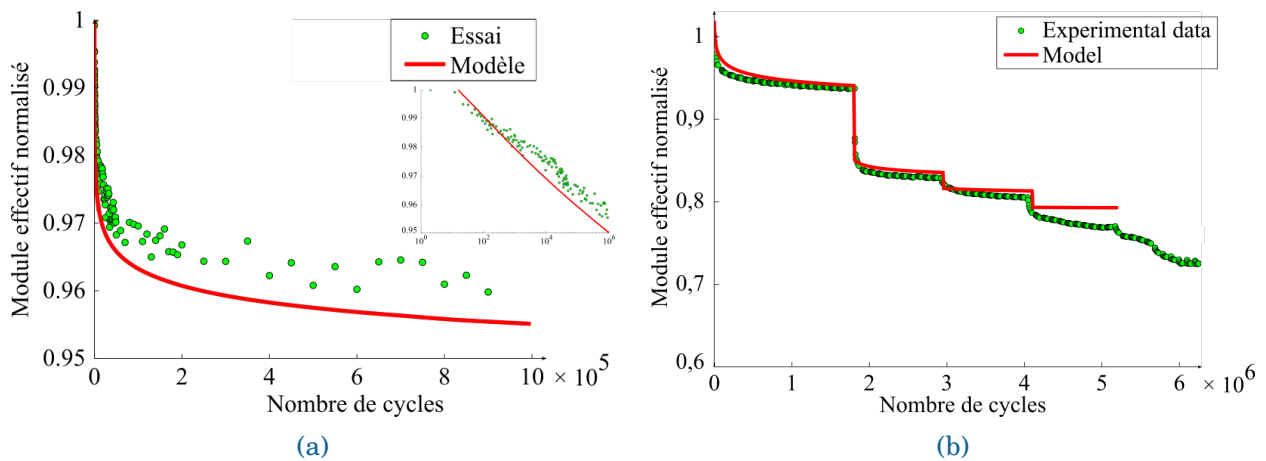 1
0.99
0.98
0.97
0.96
0.95
Module effectif normalisé
Essai
Modèle
1
0.99
0.98
0.97
0.96
0.95
10^0
10^2
10^4
10^6
0
2
4
6
8
10 × 10^5
Nombre de cycles
(a)
1
0,9
0,8
0,7
0,6
Module effectif normalisé
Experimental data
Model
0
1
2
3
4
5
6 × 10^6
Nombre de cycles
(b)